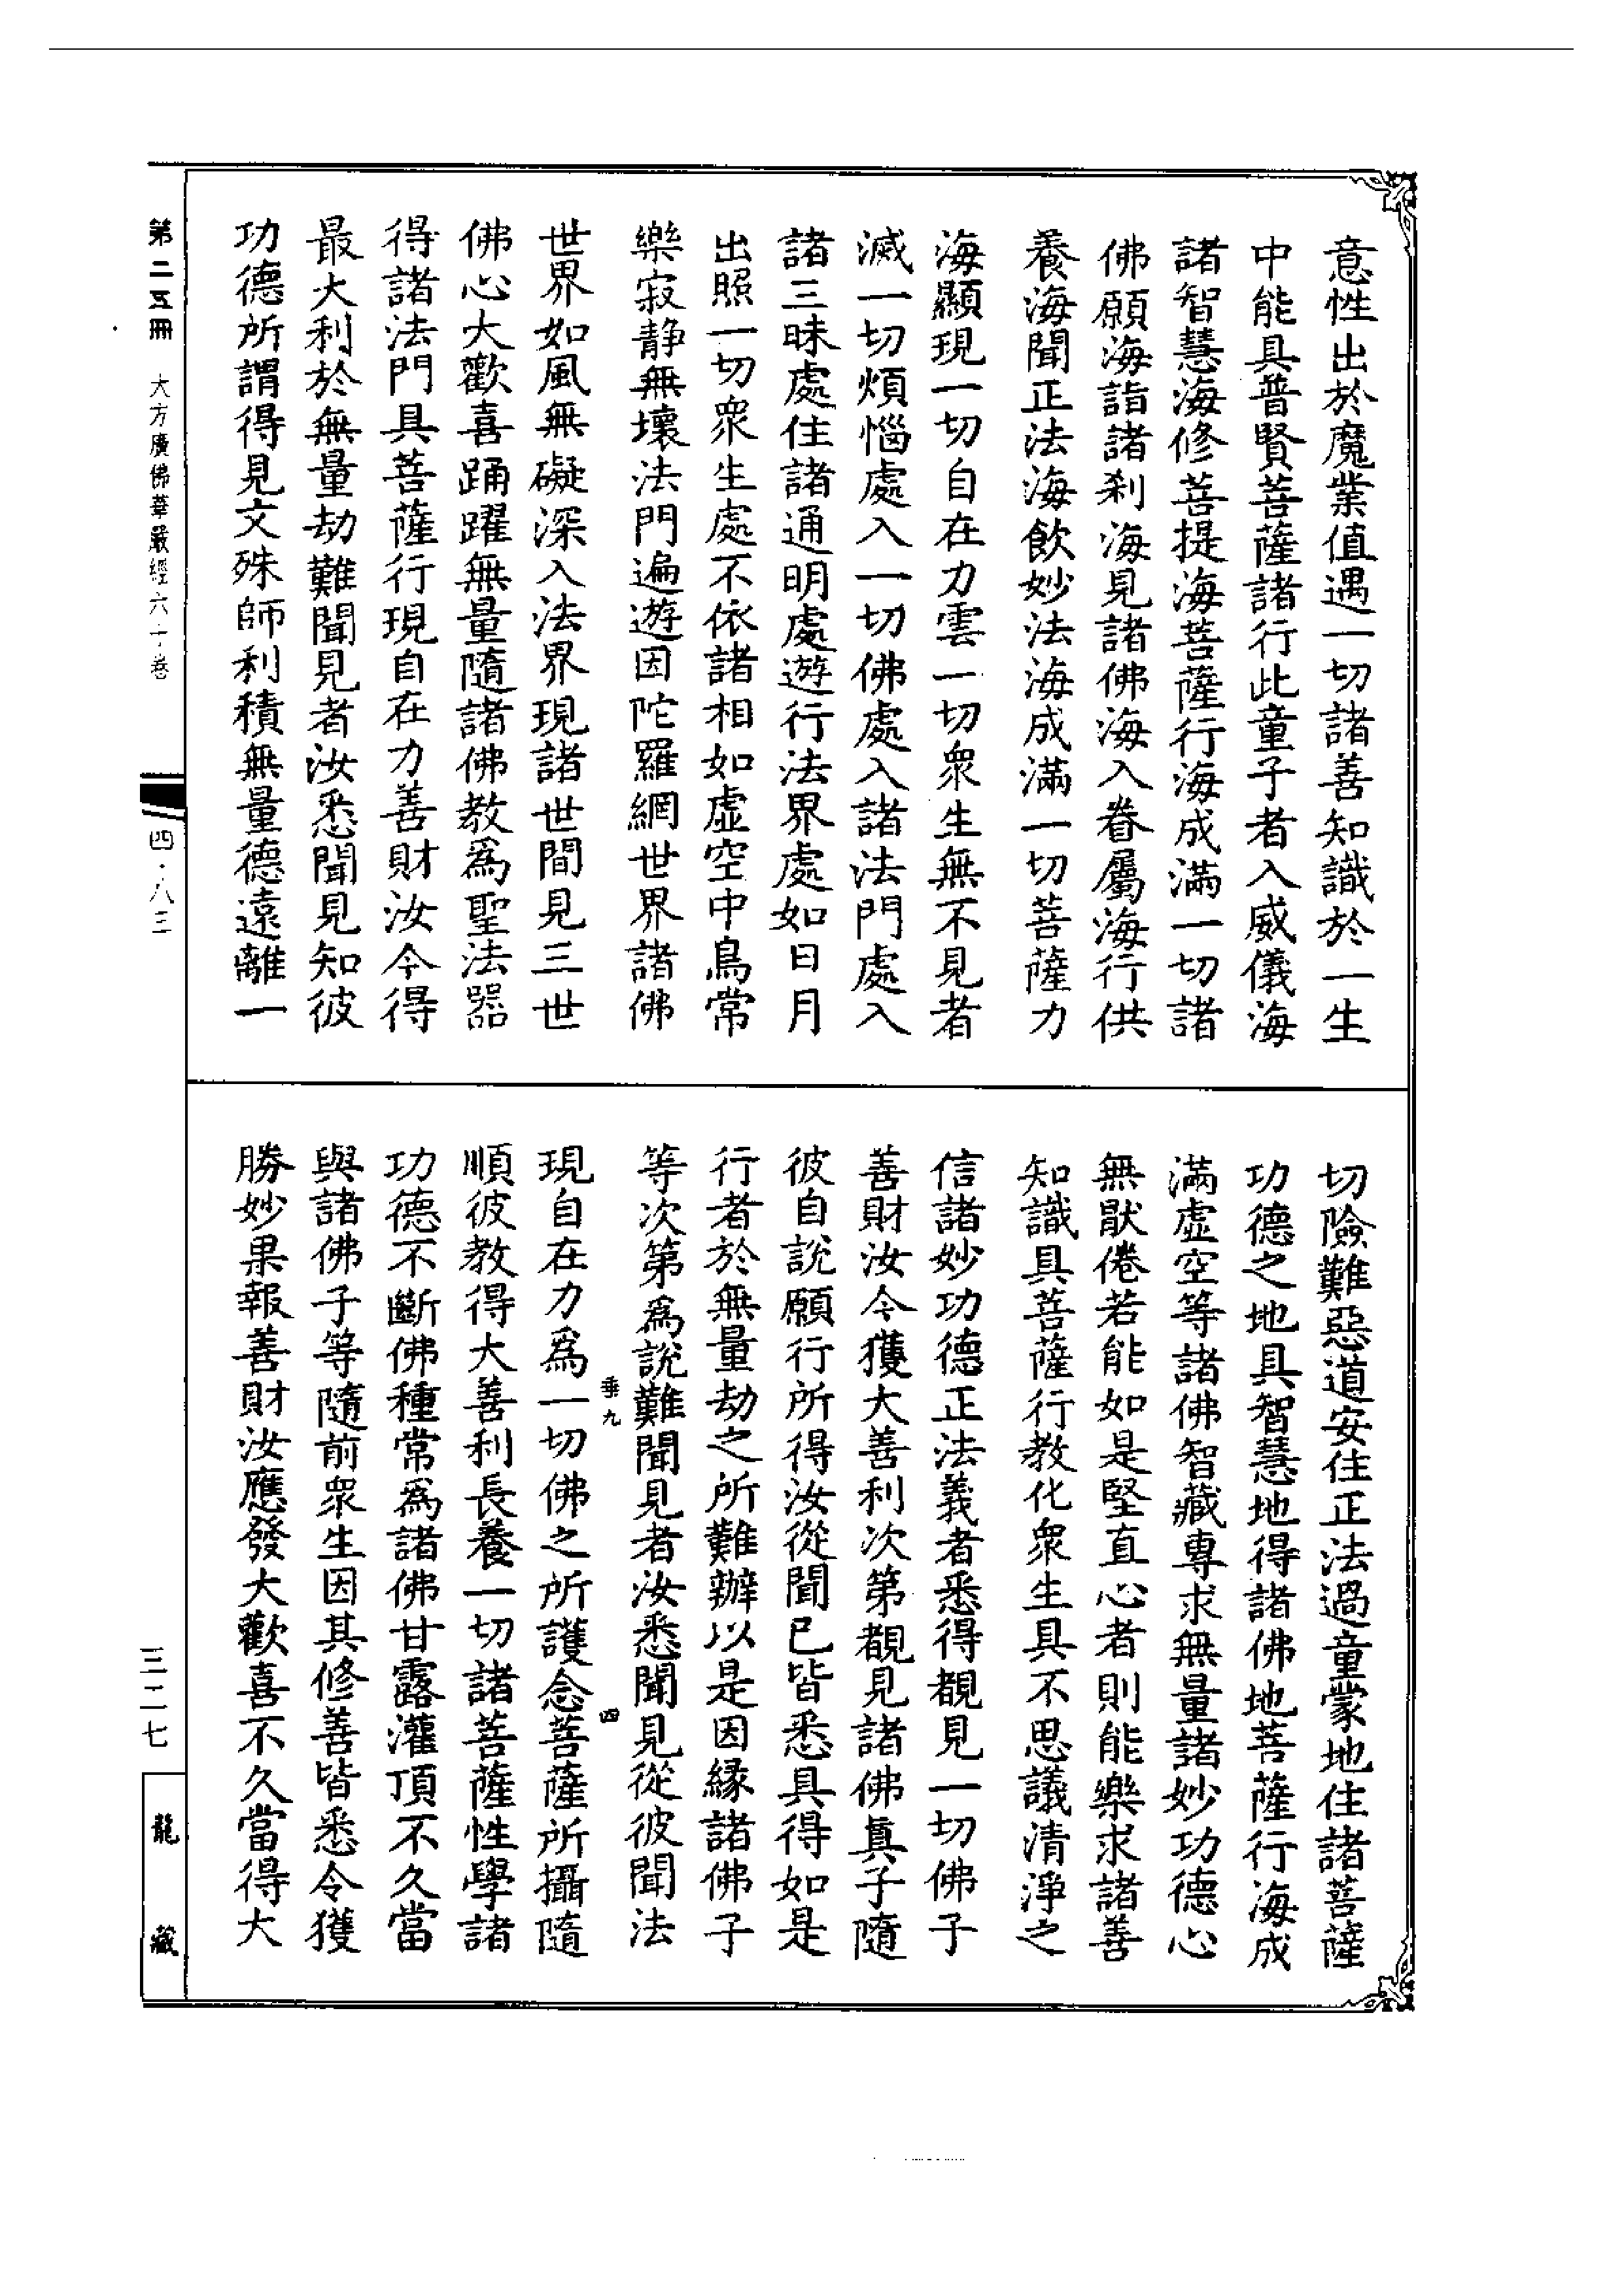 意性出於魔業值遇一切諸善知識於一生
中能具普賢菩薩諸行此童子者入威儀海
諸智慧海修菩提海菩薩行海成滿一切諸
佛願海詣諸刹海見諸佛海入眷屬海行供
養海聞正法海飲妙法海成滿一切菩薩力
海顯現一切自在力雲一切衆生無不見者
滅一切煩惱處入一切佛處入諸法門處入
諸三昧處住諸通明處遊行法界處如日月
出照一切衆生處不依諸相如虛空中鳥常
樂寂靜無壞法門遍遊因陀羅網世界諸佛
世界如風無礙深入法界現諸世間見三世
佛心大歡喜踊躍無量隨諸佛教爲聖法器
得諸法門具菩薩行現自在力善財汝今得
最大利於無量劫難聞見者汝悉聞見知彼
功德所謂得見文殊師利積無量德遠離一
切險難惡道安住正法過童蒙地住諸菩薩
功德之地具智慧地得諸佛地菩薩行海成
滿虛空等諸佛智藏專求無量諸妙功德心
無猒倦若能如是堅直心者則能樂求諸善
知識具菩薩行教化衆生具不思議清淨之
信諸妙功德正法義者悉得覩見一切佛子
善財汝今獲大善利次第覩見諸佛眞子隨
彼自說願行所得汝從聞已皆悉具得如是
行者於無量劫之所難辦以是因緣諸佛子
等次第爲說難聞見者汝悉聞見從彼聞法
垂九 四
現自在力爲一切佛之所護念菩薩所攝隨
順彼教得大善利長養一切諸菩薩性學諸
功德不斷佛種常爲諸佛甘露灌頂不久當
與諸佛子等隨前衆生因其修善皆悉令獲
勝妙果報善財汝應發大歡喜不久當得大
第二五冊 大方廣佛華嚴經六十卷 四·八三
三二七
龍藏